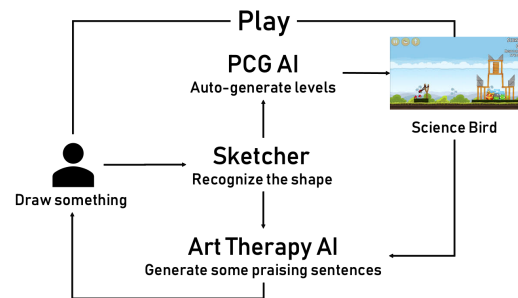 Play
PCG AI
Auto-generate levels
Science Bird
Sketcher
Recognize the shape
Draw something
Art Therapy AI
Generate some praising sentences